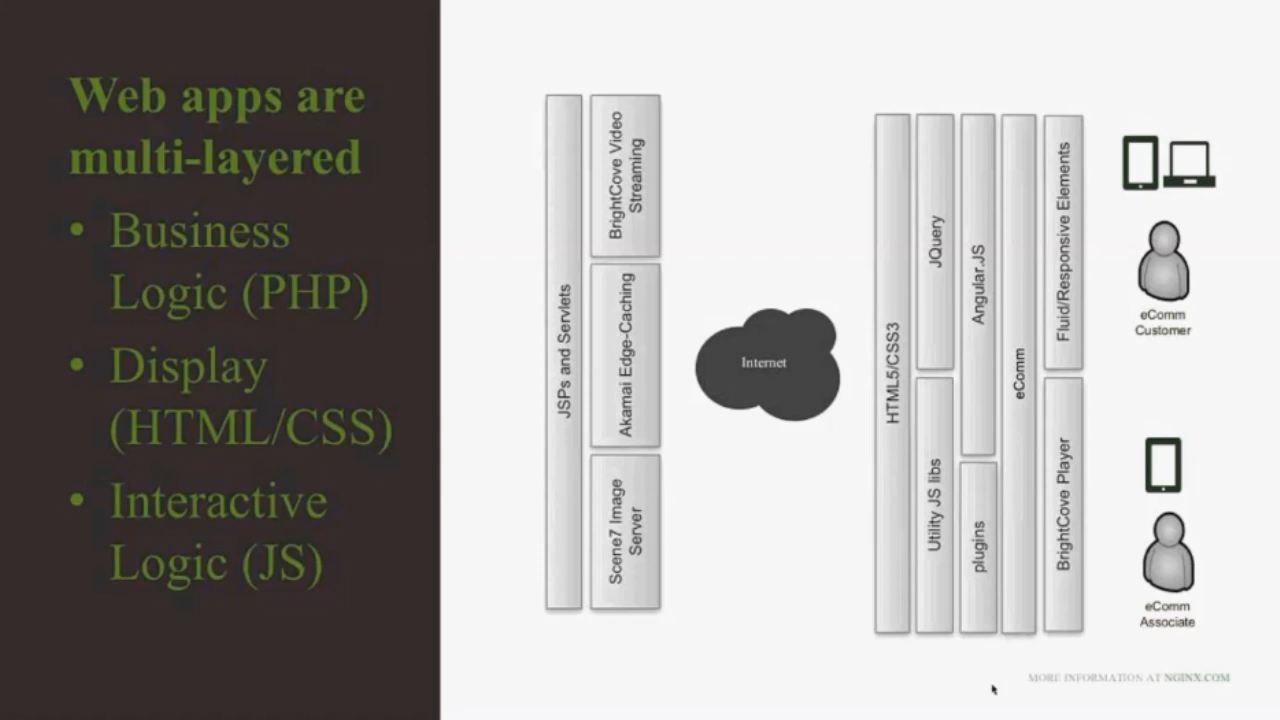 Web apps are
multi-layered
• Business
Logic (PHP)
• Display
(HTML/CSS)
• Interactive
Logic (JS)
JSPs and Servlets
BrightCove Video
Streaming
Akamai Edge-Caching
Scene7 Image
Server
Internet
HTML5/CSS3
JQuery
Utility JS libs
Angular.JS
plugins
eComm
Fluid/Responsive Elements
BrightCove Player
eComm
Customer
eComm
Associate
MORE INFORMATION AT NGINX.COM